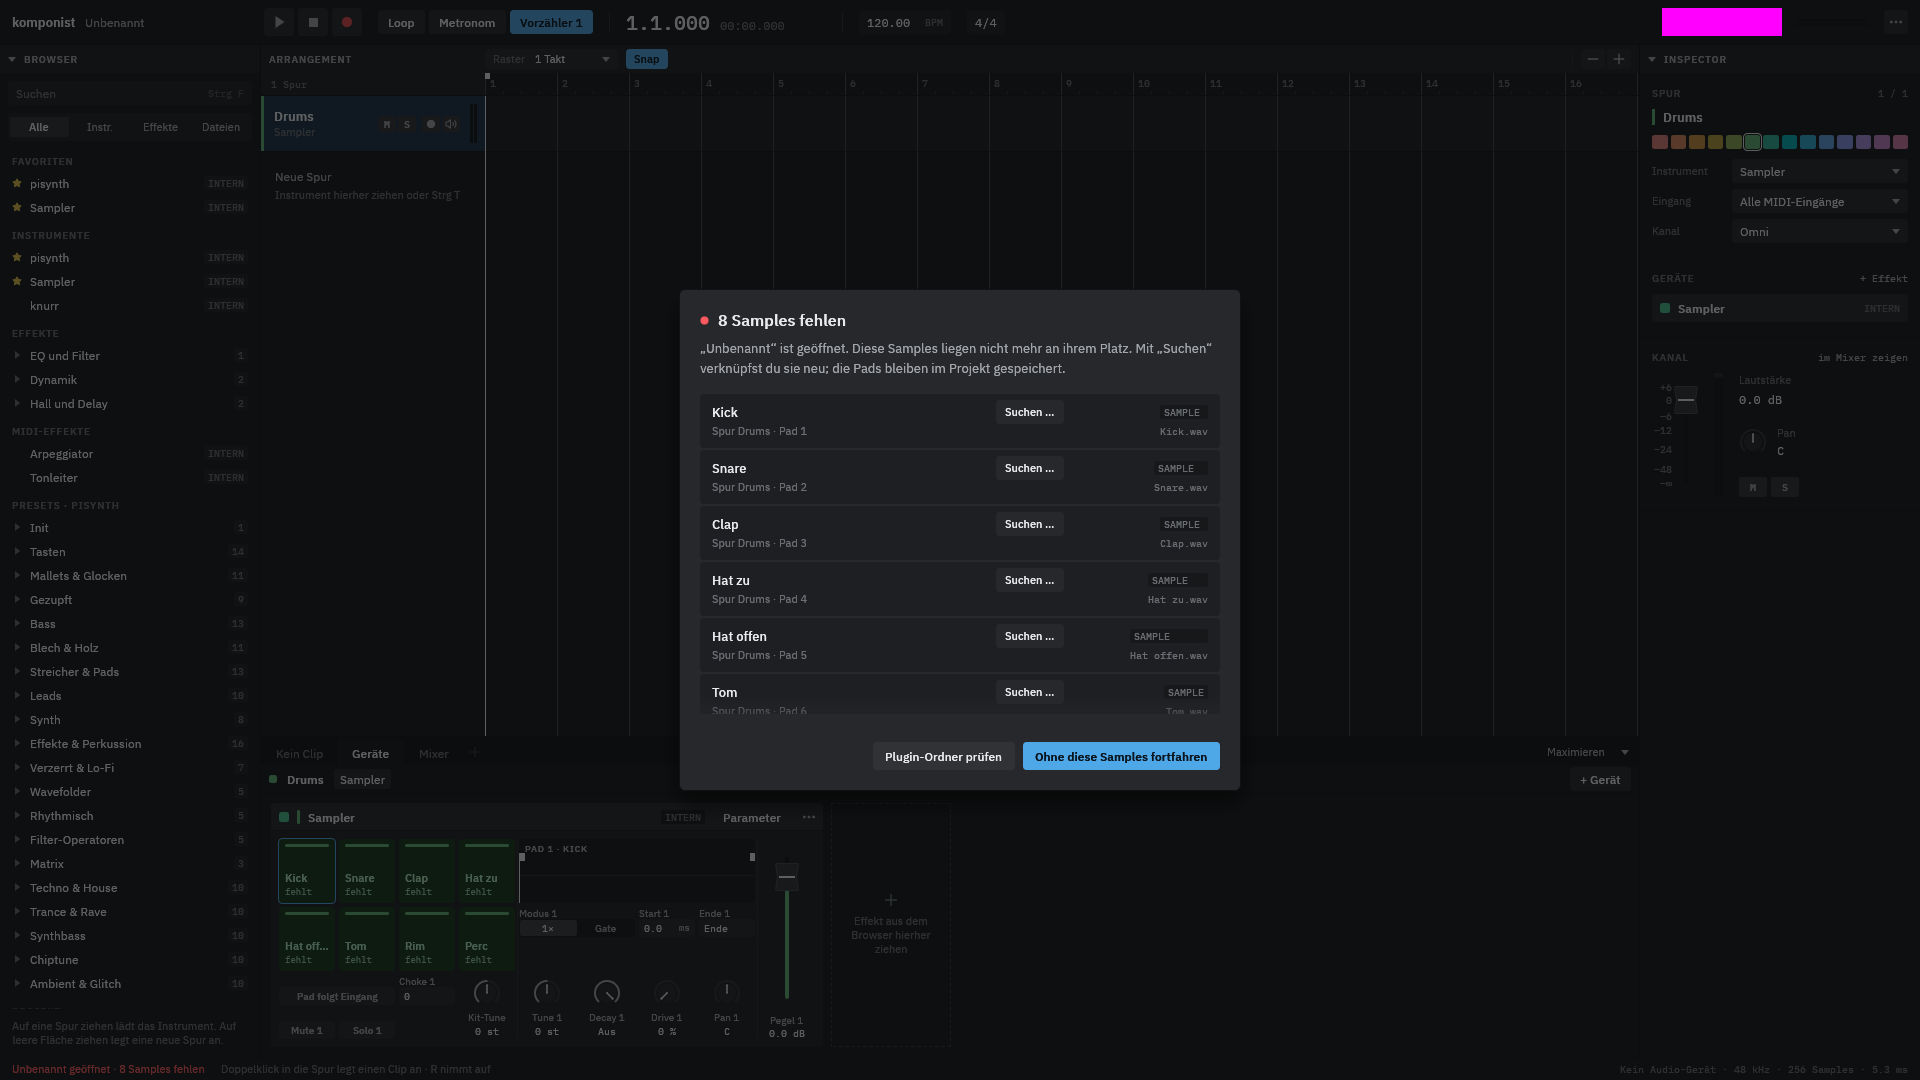 komponist Unbenannt Loop Metronom Vorzähler 1 1.1.000 00:00.000 120.00 BPM 4/4
BROWSER
Suchen Strg F
Alle Instr. Effekte Dateien
FAVORITEN
pisynth INTERN
Sampler INTERN
INSTRUMENTE
pisynth INTERN
Sampler INTERN
knurr INTERN
EFFEKTE
EQ und Filter 1
Dynamik 2
Hall und Delay 2
MIDI-EFFEKTE
Arpeggiator INTERN
Tonleiter INTERN
PRESETS · PISYNTH
Init 1
Tasten 14
Mallets & Glocken 11
Gezupft 9
Bass 13
Blech & Holz 11
Streicher & Pads 13
Leads 10
Synth 8
Effekte & Perkussion 16
Verzerrt & Lo-Fi 7
Wavefolder 5
Rhythmisch 5
Filter-Operatoren 5
Matrix 3
Techno & House 10
Trance & Rave 10
Synthbass 10
Chiptune 10
Ambient & Glitch 10
Auf eine Spur ziehen lädt das Instrument. Auf
leere Fläche ziehen legt eine neue Spur an.
ARRANGEMENT Raster 1 Takt Snap
1 Spur 1 2 3 4 5 6 7 8 9 10 11 12 13 14 15 16
Drums M S
Sampler
Neue Spur
Instrument hierher ziehen oder Strg T
8 Samples fehlen
„Unbenannt“ ist geöffnet. Diese Samples liegen nicht mehr an ihrem Platz. Mit „Suchen“
verknüpfst du sie neu; die Pads bleiben im Projekt gespeichert.
Kick Suchen ... SAMPLE
Spur Drums · Pad 1 Kick.wav
Snare Suchen ... SAMPLE
Spur Drums · Pad 2 Snare.wav
Clap Suchen ... SAMPLE
Spur Drums · Pad 3 Clap.wav
Hat zu Suchen ... SAMPLE
Spur Drums · Pad 4 Hat zu.wav
Hat offen Suchen ... SAMPLE
Spur Drums · Pad 5 Hat offen.wav
Tom Suchen ... SAMPLE
Spur Drums · Pad 6 Tom.wav
Plugin-Ordner prüfen Ohne diese Samples fortfahren
Kein Clip Geräte Mixer + Maximieren
Drums Sampler + Gerät
Sampler INTERN Parameter
Kick Snare Clap Hat zu
fehlt fehlt fehlt fehlt
Hat off... Tom Rim Perc
fehlt fehlt fehlt fehlt
Pad folgt Eingang Choke 1 0
Mute 1 Solo 1
PAD 1 · KICK
Modus 1 Start 1 Ende 1
1× Gate 0.0 ms Ende
Kit-Tune Tune 1 Decay 1 Drive 1 Pan 1
0 st 0 st Aus 0 % C
Pegel 1
0.0 dB
Effekt aus dem
Browser hierher
ziehen
INSPECTOR
SPUR 1 / 1
Drums
Instrument Sampler
Eingang Alle MIDI-Eingänge
Kanal Omni
GERÄTE + Effekt
Sampler INTERN
KANAL im Mixer zeigen
+6
0
−6
−12
−24
−48
−∞
Lautstärke
0.0 dB
Pan
C
M S
Unbenannt geöffnet · 8 Samples fehlen Doppelklick in die Spur legt einen Clip an · R nimmt auf
Kein Audio-Gerät · 48 kHz · 256 Samples · 5.3 ms